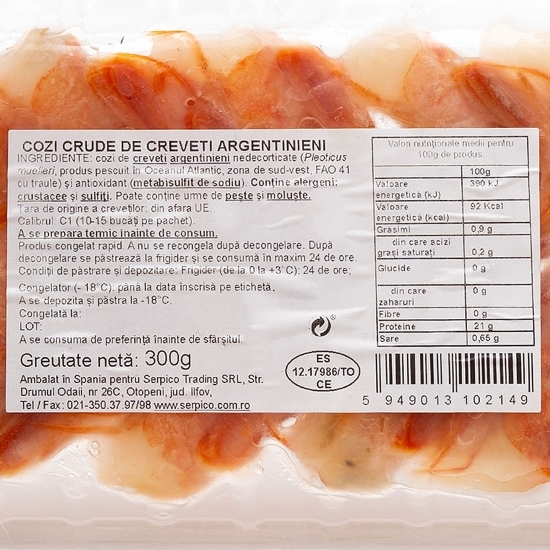 COZI CRUDE DE CREVETI ARGENTINIENI
INGREDIENTE: cozi de creveti argentinieni nedecorticate (Pleoticus
muelleri, produs pescuit în Oceanul Atlantic, zona de sud-vest, FAO 41
cu traule) și antioxidant (metabisulfit de sodiu). Conține alergeni:
crustacee și sulfiți. Poate conține urme de pește și moluște.
Țara de origine a creveților: din afara UE.
Calibrul: C1 (10-15 bucăți pe pachet).
A se prepara termic înainte de consum.
Produs congelat rapid. A nu se recongela după decongelare. După
decongelare se păstrează la frigider și se consumă în maxim 24 de ore.
Condiții de păstrare și depozitare: Frigider (de la 0 la +3°C): 24 de ore;
Congelator (- 18°C): până la data înscrisă pe etichetă.
A se depozita și păstra la -18°C.
Congelată la:
LOT:
A se consuma de preferință înainte de sfârșitul:
Greutate netă: 300g
Ambalat în Spania pentru Serpico Trading SRL, Str.
Drumul Odaii, nr 26C, Otopeni, jud. Ilfov,
Tel / Fax: 021-350.37.97/98 www.serpico.com.ro
ES
12.17986/TO
CE
Valori nutriționale medii pentru
100g de produs:
100g
Valoare energetică (kJ) 390 kJ
Valoare energetică (kcal) 92 Kcal
Grăsimi 0,9 g
din care acizi grași saturați 0,2 g
Glucide 0 g
din care zaharuri 0 g
Fibre 0 g
Proteine 21 g
Sare 0,65 g
5 949013 102149